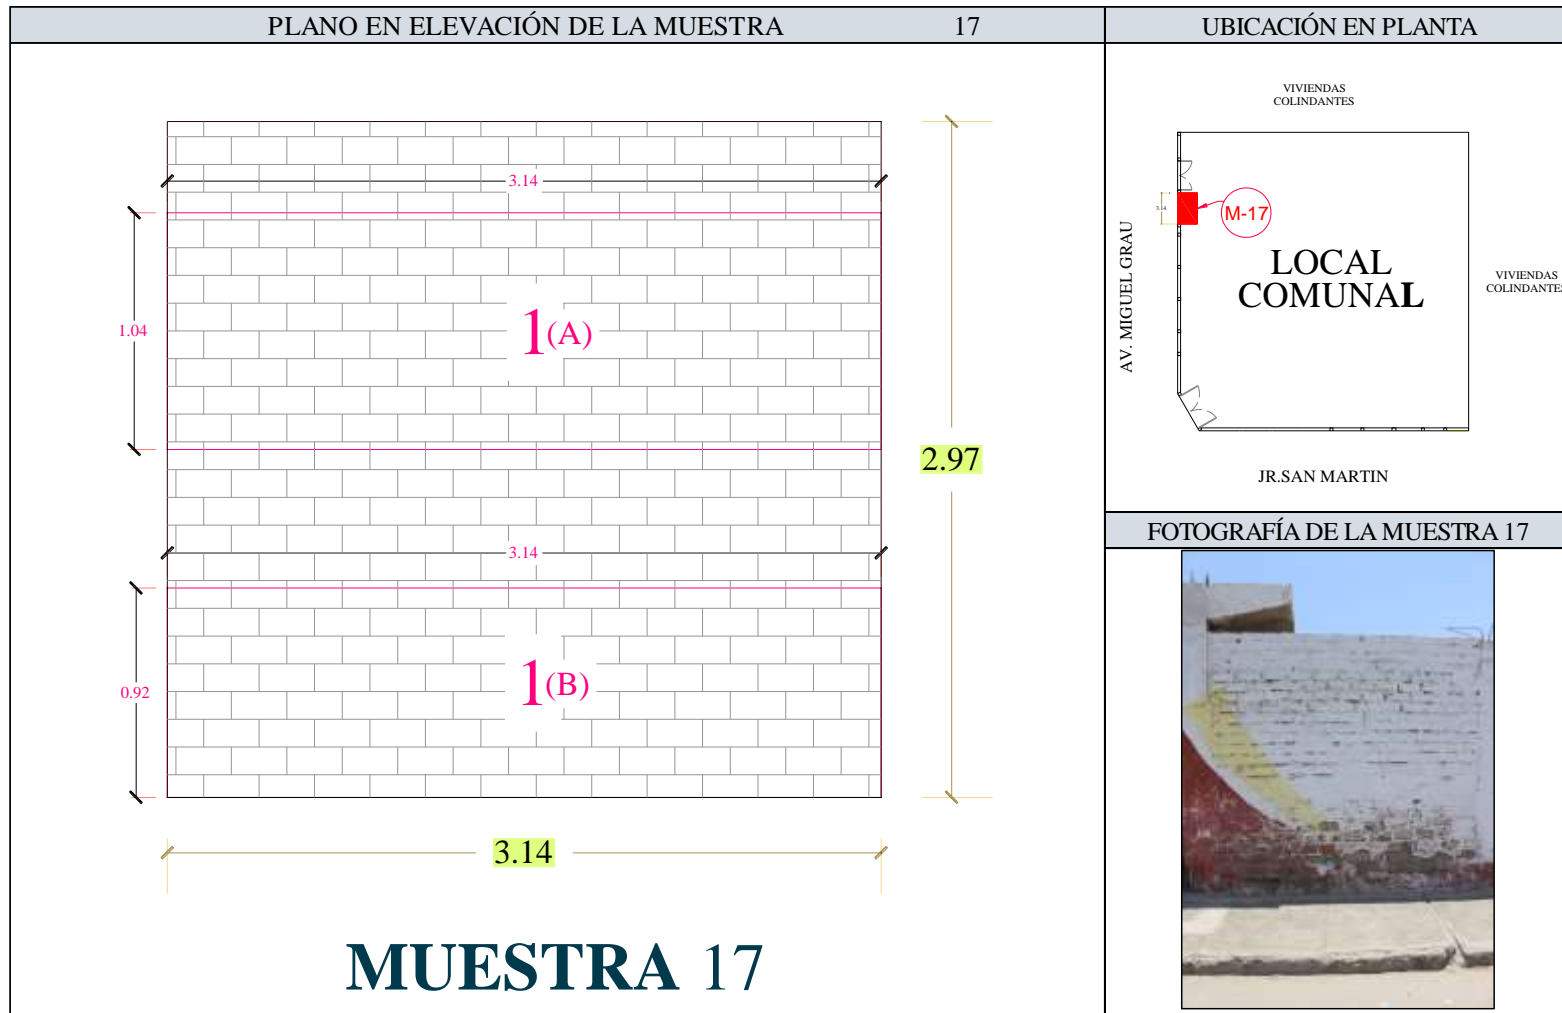 PLANO EN ELEVACIÓN DE LA MUESTRA 17
3.14
1.04
1(A)
2.97
3.14
0.92
1(B)
3.14
MUESTRA 17
UBICACIÓN EN PLANTA
VIVIENDAS
COLINDANTES
3.14
M-17
AV. MIGUEL GRAU
LOCAL
COMUNAL
VIVIENDAS
COLINDANTES
JR.SAN MARTIN
FOTOGRAFÍA DE LA MUESTRA 17